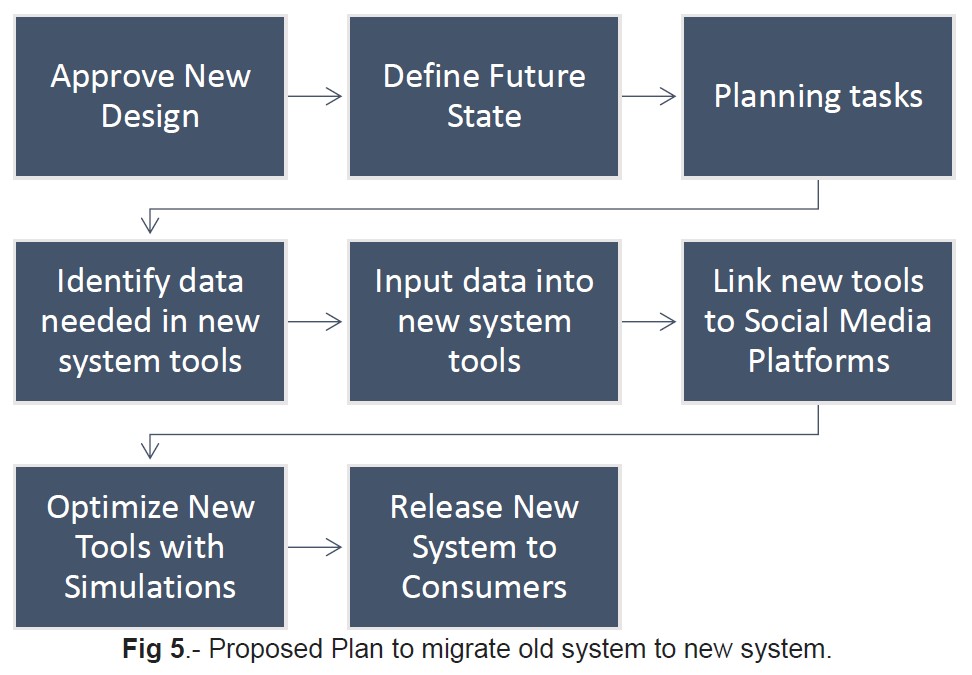 Approve New
Design
Define Future
State
Planning tasks
Identify data
needed in new
system tools
Input data into
new system
tools
Link new tools
to Social Media
Platforms
Optimize New
Tools with
Simulations
Release New
System to
Consumers
Fig 5.- Proposed Plan to migrate old system to new system.